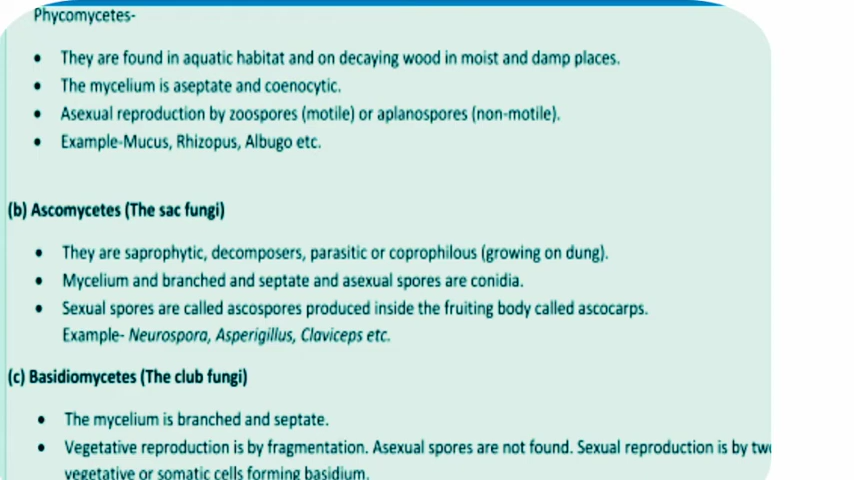 Phycomycetes-
• They are found in aquatic habitat and on decaying wood in moist and damp places.
• The mycelium is aseptate and coenocytic.
• Asexual reproduction by zoospores (motile) or aplanospores (non-motile).
• Example-Mucus, Rhizopus, Albugo etc.
(b) Ascomycetes (The sac fungi)
• They are saprophytic, decomposers, parasitic or coprophilous (growing on dung).
• Mycelium and branched and septate and asexual spores are conidia.
• Sexual spores are called ascospores produced inside the fruiting body called ascocarps.
Example- Neurospora, Asperigillus, Claviceps etc.
(c) Basidiomycetes (The club fungi)
• The mycelium is branched and septate.
• Vegetative reproduction is by fragmentation. Asexual spores are not found. Sexual reproduction is by two
vegetative or somatic cells forming basidium.